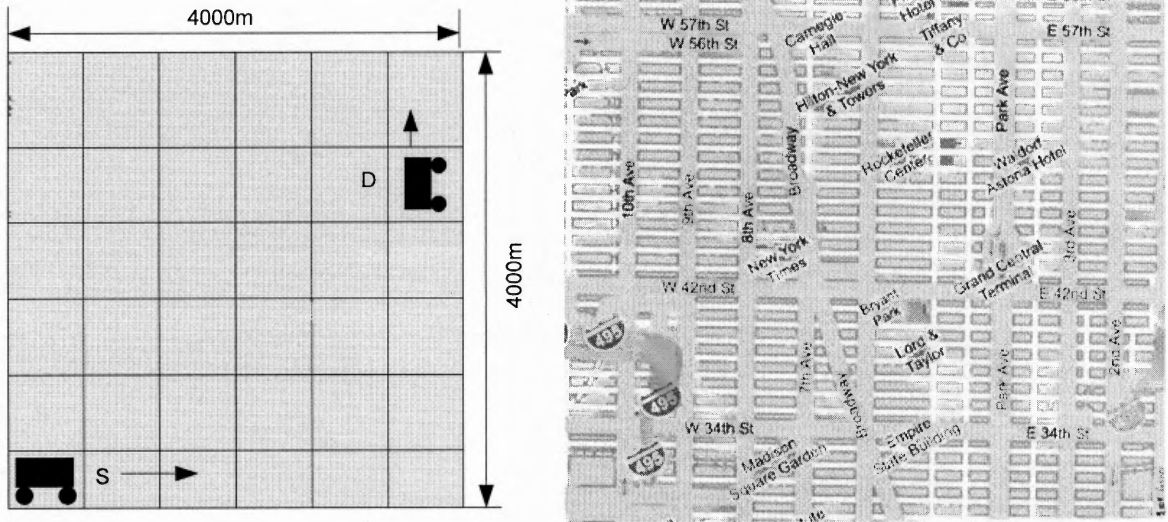 4000m
4000m
D
S
W 57th St
W 56th St
Carnegie
Hall
Hotel
Tiffany
& Co
E 57th St
Hilton-New York
& Towers
Park
Park Ave
Broadway
Rockefeller
Center
Waldorf
Astoria Hotel
10th Ave
9th Ave
8th Ave
3rd Ave
New York
Times
Grand Central
Terminal
W 42nd St
E 42nd St
Bryant
Park
495
Lord &
Taylor
7th Ave
Broadway
Park Ave
2nd Ave
495
W 34th St
Empire
State Building
E 34th St
Madison
Square Garden
495